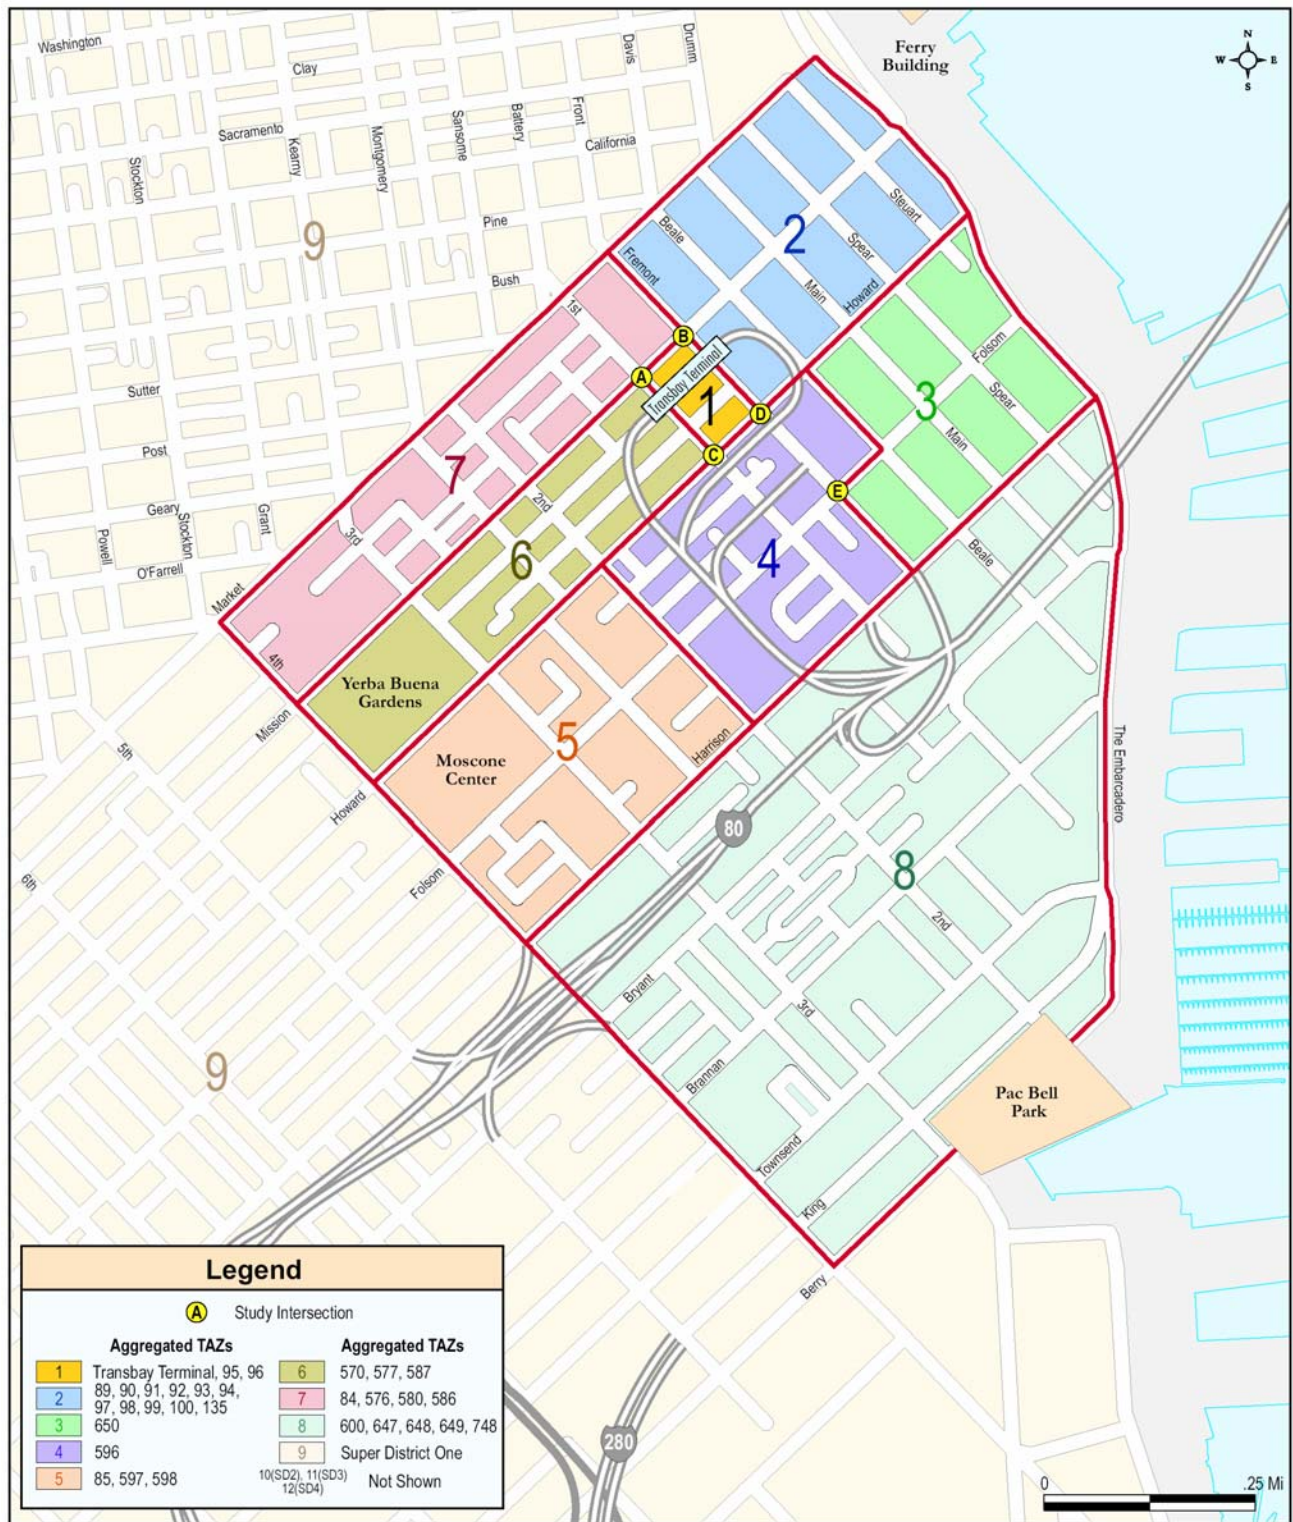 Washington
Clay
Sacramento
Stockton
Kearny
Montgomery
Sansome
Battery
Front
Davis
Drumm
California
Pine
Bush
Sutter
Post
Geary
O'Farrell
Powell
Stockton
Grant
Market
Mission
Howard
Folsom
5th
6th
9
9
Ferry
Building
N
W
E
S
Beale
Fremont
2
Steuart
Spear
Main
Howard
1st
B
A
Transbay Terminal
1
D
C
3
Folsom
Spear
Main
E
7
3rd
4th
2nd
6
4
Beale
Yerba Buena
Gardens
Moscone
Center
5
Harrison
80
The Embarcadero
8
2nd
Bryant
3rd
Brannan
Townsend
King
Berry
Pac Bell
Park
280
0
.25 Mi
Legend
A Study Intersection
Aggregated TAZs
1 Transbay Terminal, 95, 96
2 89, 90, 91, 92, 93, 94,
97, 98, 99, 100, 135
3 650
4 596
5 85, 597, 598
Aggregated TAZs
6 570, 577, 587
7 84, 576, 580, 586
8 600, 647, 648, 649, 748
9 Super District One
10(SD2), 11(SD3)
12(SD4)
Not Shown